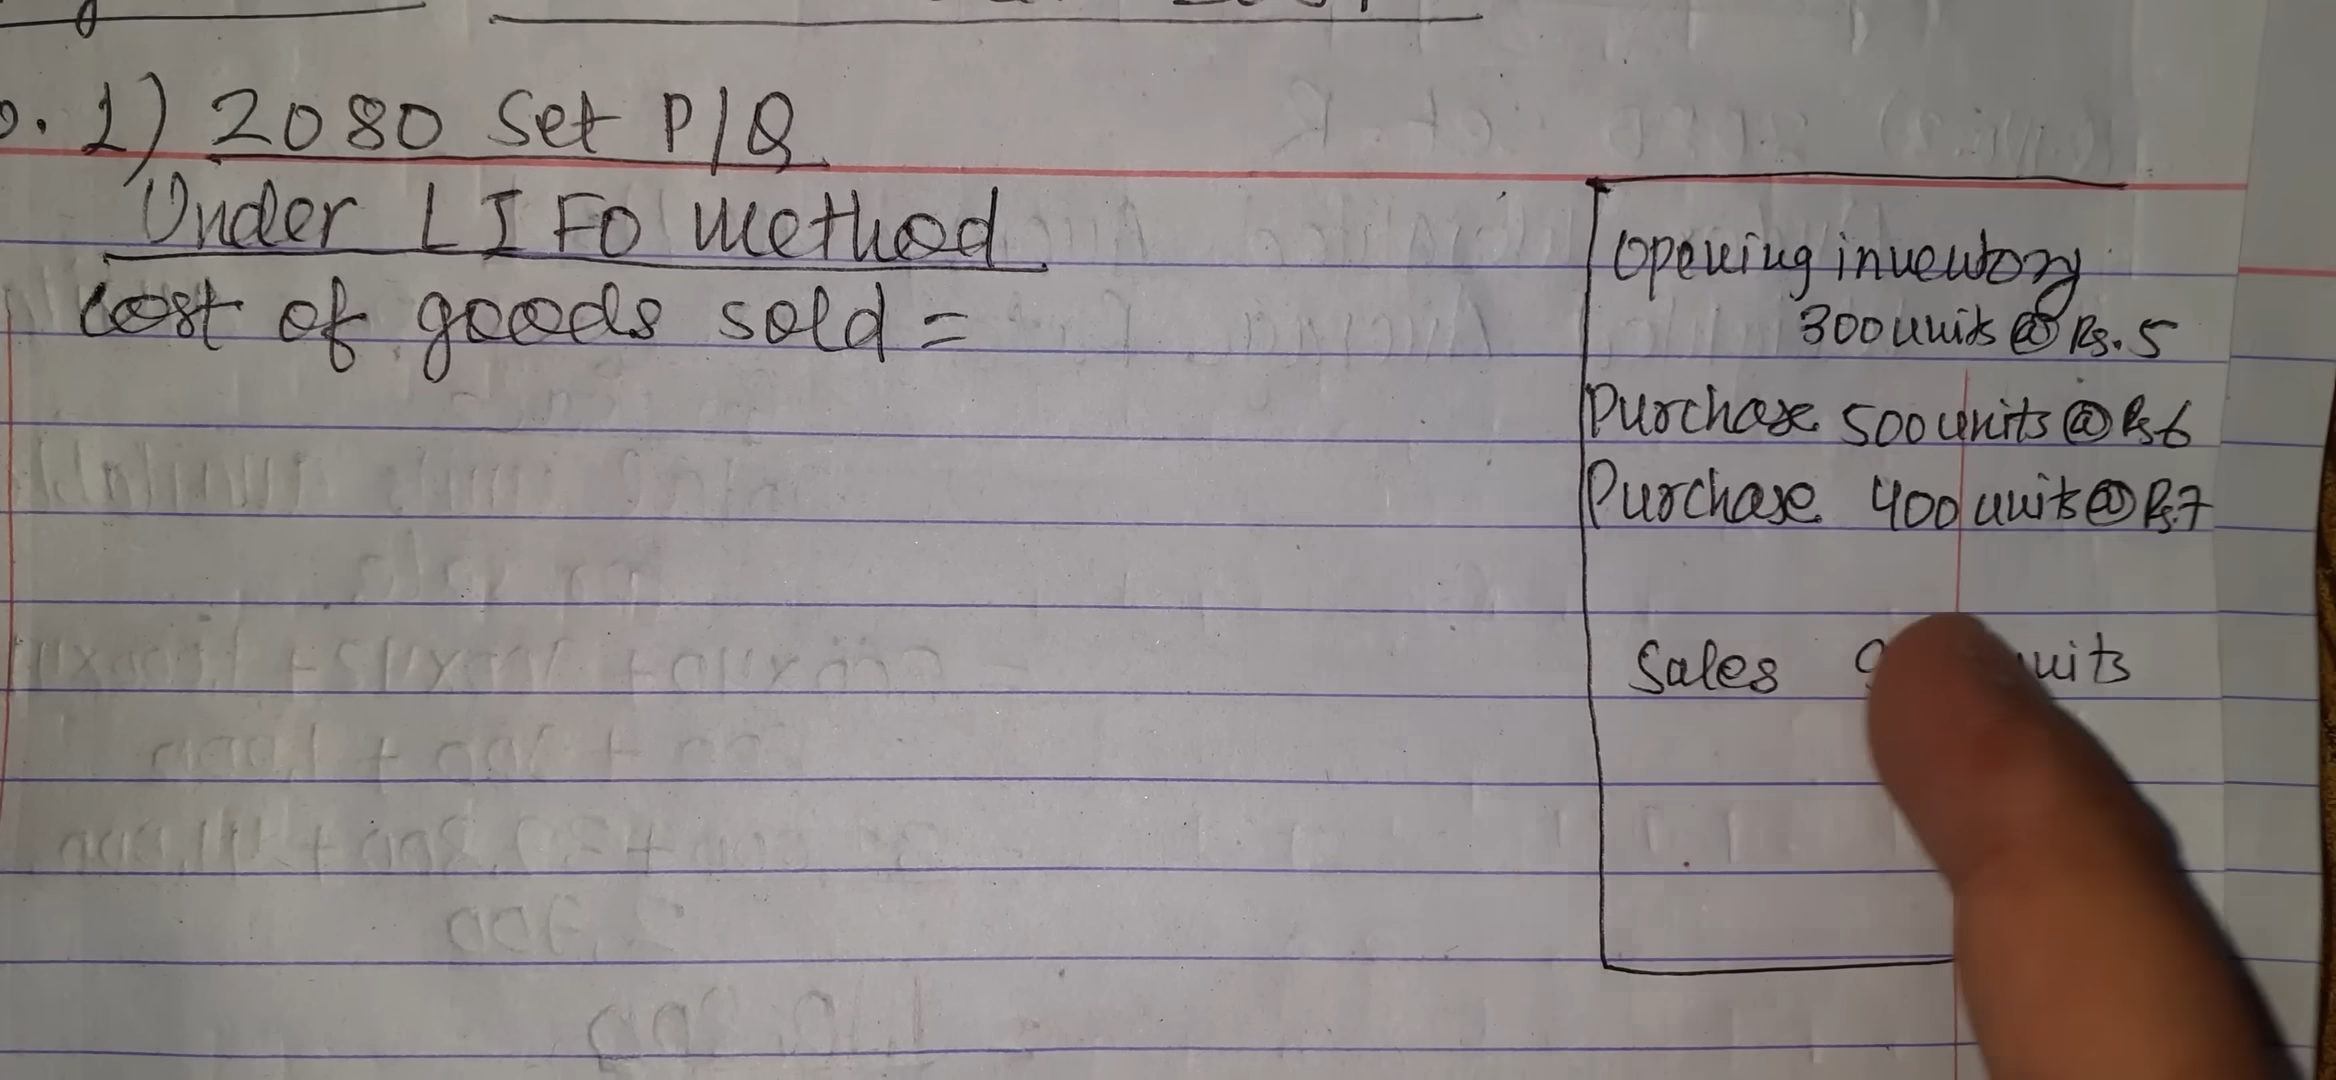 1) 2080 Set P/Q
Under LIFO method
Cost of goods sold =
Opening inventory
300 units @ Rs. 5
Purchase 500 units @ Rs 6
Purchase 400 units @ Rs. 7
Sales units